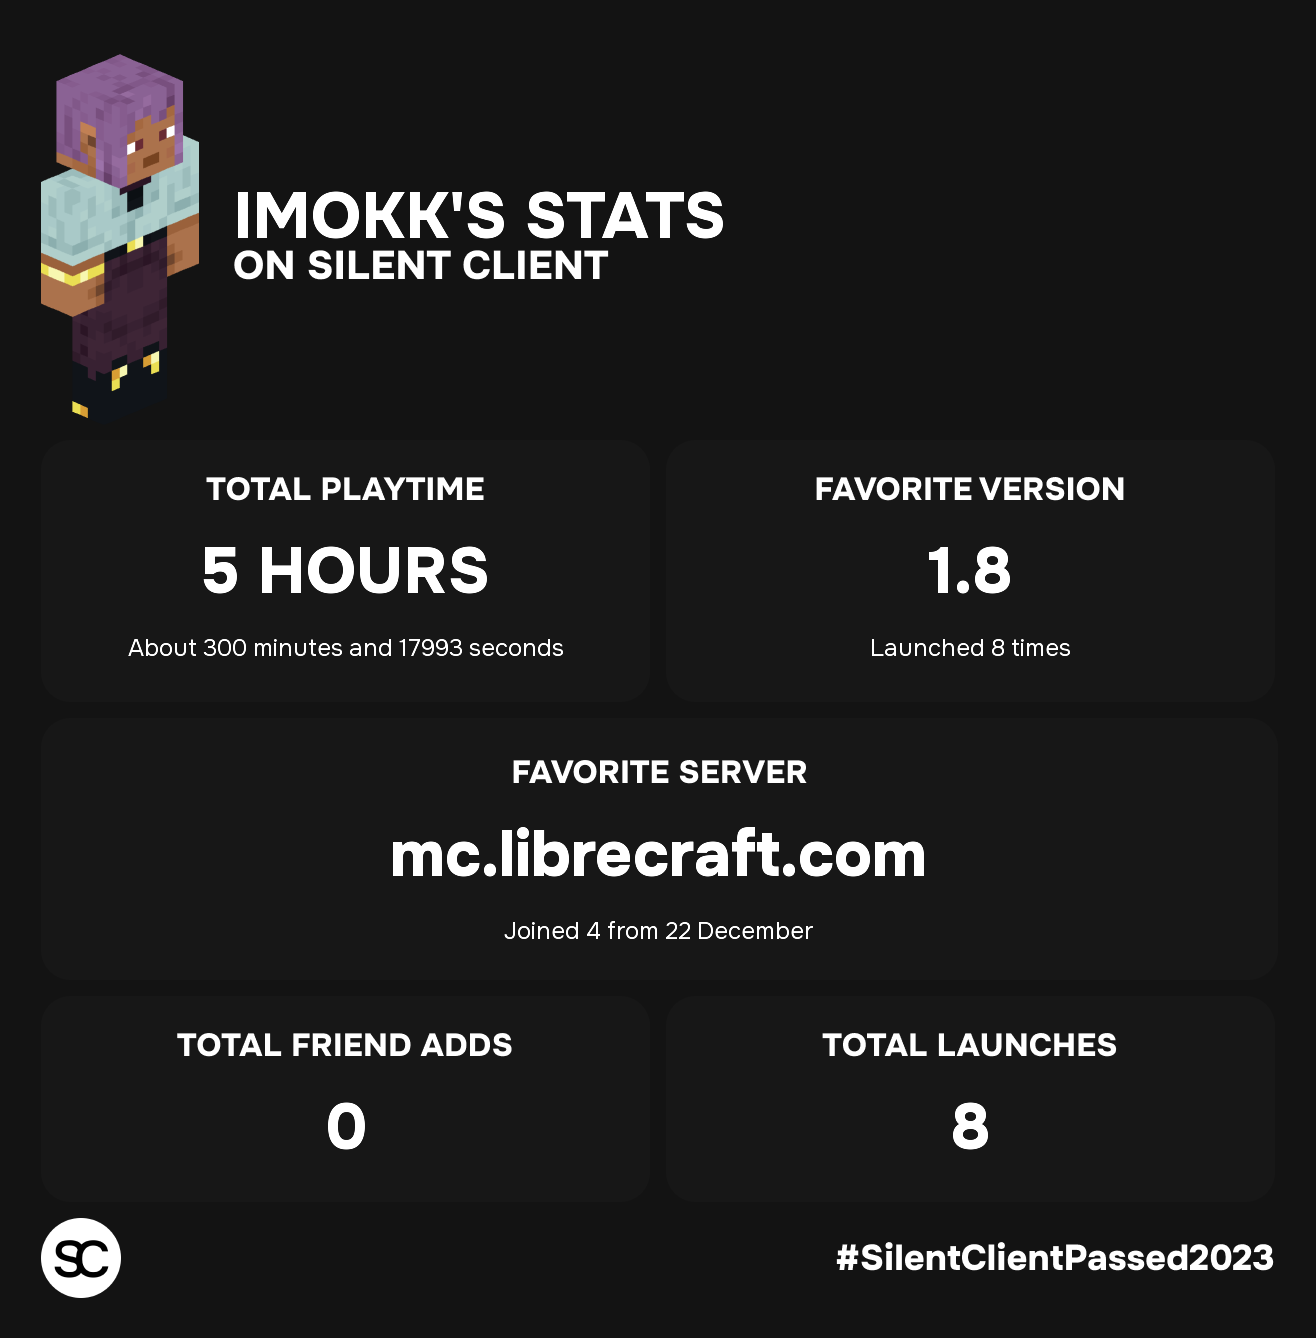 IMOKK'S STATS
ON SILENT CLIENT
TOTAL PLAYTIME
5 HOURS
About 300 minutes and 17993 seconds
FAVORITE VERSION
1.8
Launched 8 times
FAVORITE SERVER
mc.librecraft.com
Joined 4 from 22 December
TOTAL FRIEND ADDS
0
TOTAL LAUNCHES
8
SC
#SilentClientPassed2023